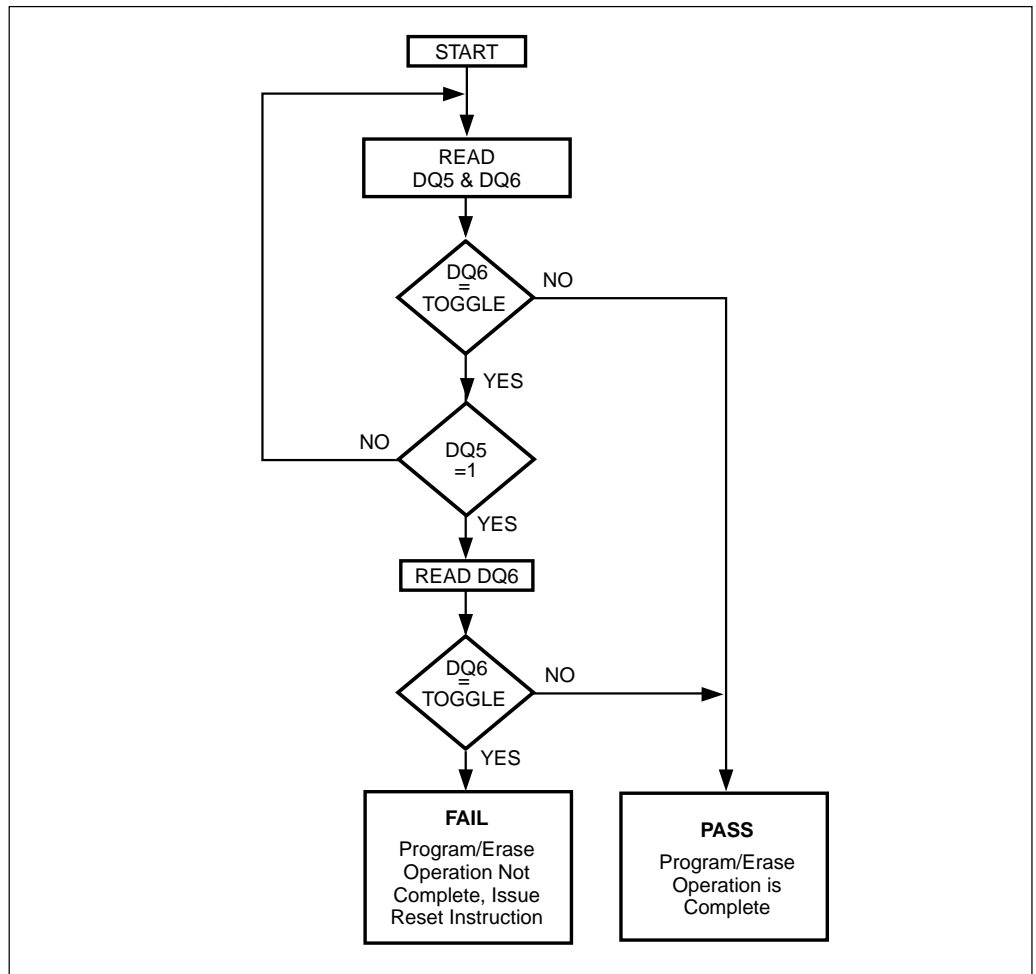 START
READ
DQ5 & DQ6
DQ6
=
TOGGLE
NO
YES
NO
DQ5
=1
YES
READ DQ6
DQ6
=
TOGGLE
NO
YES
FAIL
Program/Erase
Operation Not
Complete, Issue
Reset Instruction
PASS
Program/Erase
Operation is
Complete